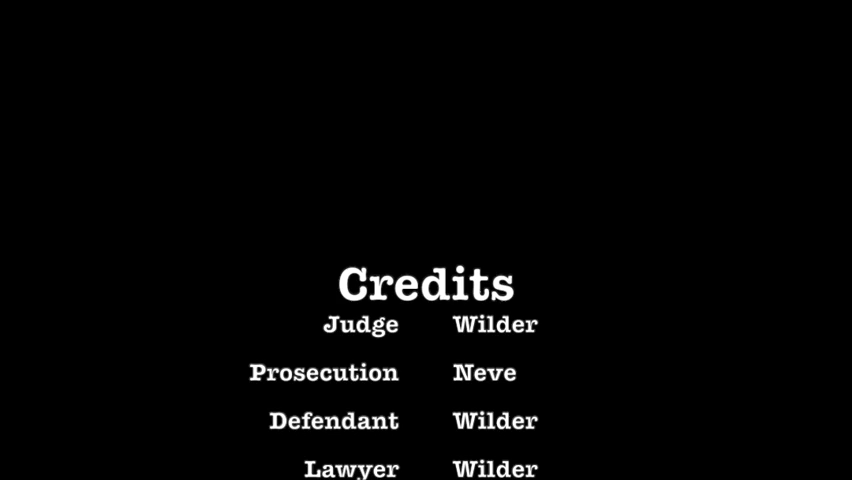 Credits
Judge Wilder
Prosecution Neve
Defendant Wilder
Lawyer Wilder